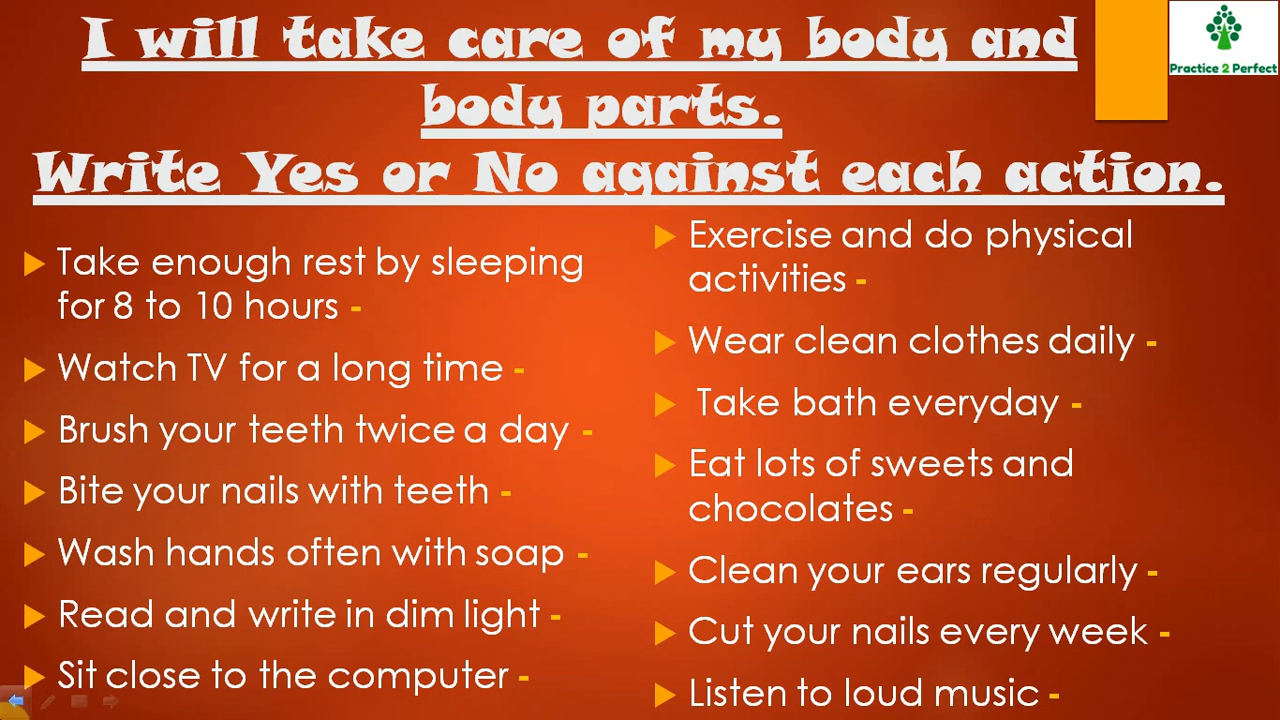 I will take care of my body and
body parts.
Write Yes or No against each action.
Practice 2 Perfect
Take enough rest by sleeping
for 8 to 10 hours -
Watch TV for a long time -
Brush your teeth twice a day -
Bite your nails with teeth -
Wash hands often with soap -
Read and write in dim light -
Sit close to the computer -
Exercise and do physical
activities -
Wear clean clothes daily -
Take bath everyday -
Eat lots of sweets and
chocolates -
Clean your ears regularly -
Cut your nails every week -
Listen to loud music -